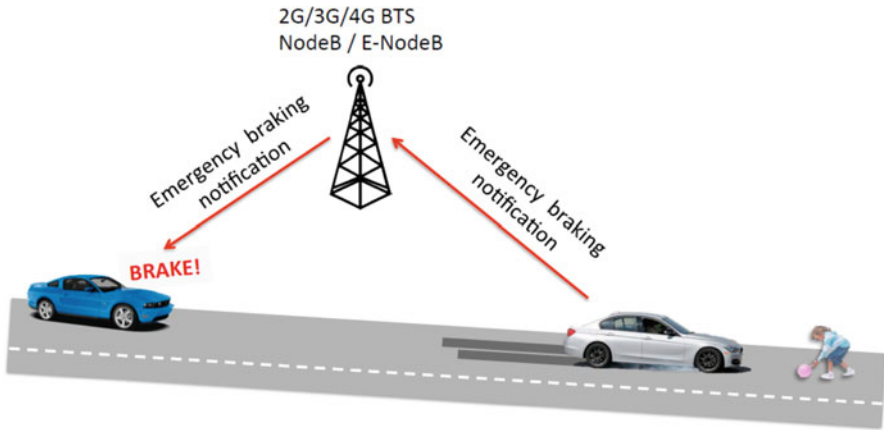 2G/3G/4G BTS
NodeB / E-NodeB
Emergency braking
notification
Emergency braking
notification
BRAKE!